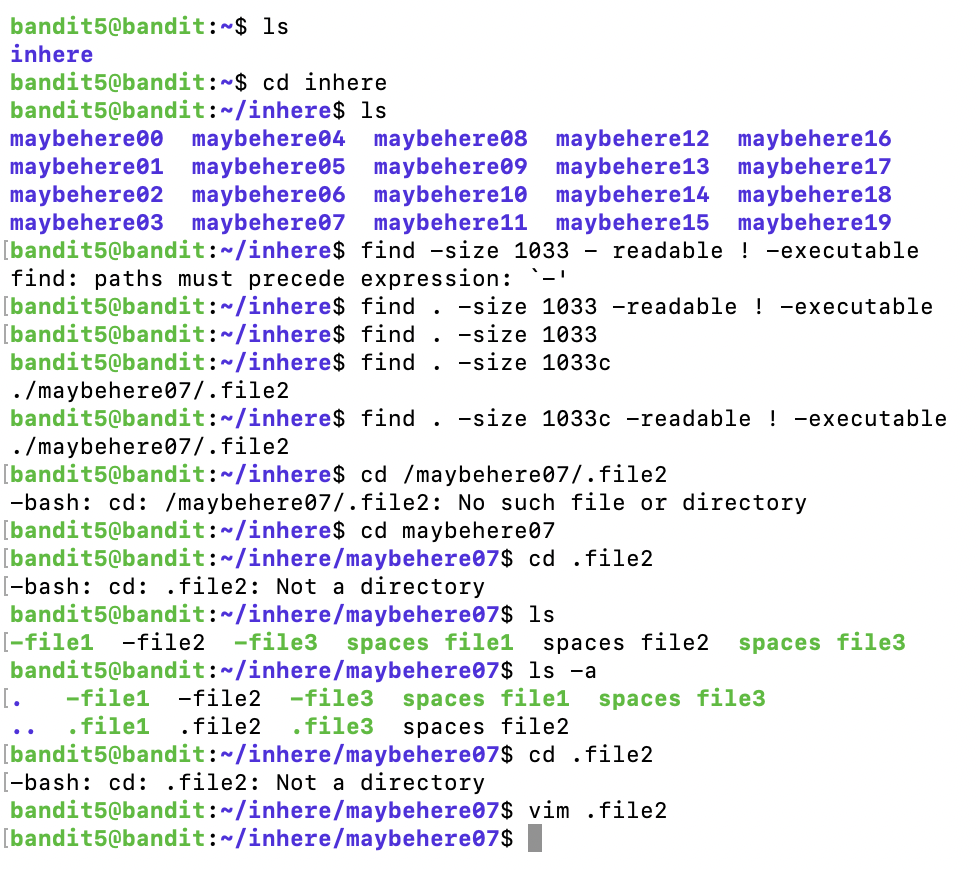 bandit5@bandit:~$ ls
inhere
bandit5@bandit:~$ cd inhere
bandit5@bandit:~/inhere$ ls
maybehere00  maybehere04  maybehere08  maybehere12  maybehere16
maybehere01  maybehere05  maybehere09  maybehere13  maybehere17
maybehere02  maybehere06  maybehere10  maybehere14  maybehere18
maybehere03  maybehere07  maybehere11  maybehere15  maybehere19
[bandit5@bandit:~/inhere$ find -size 1033 - readable ! -executable
find: paths must precede expression: `-'
[bandit5@bandit:~/inhere$ find . -size 1033 -readable ! -executable
[bandit5@bandit:~/inhere$ find . -size 1033
bandit5@bandit:~/inhere$ find . -size 1033c
./maybehere07/.file2
bandit5@bandit:~/inhere$ find . -size 1033c -readable ! -executable
./maybehere07/.file2
[bandit5@bandit:~/inhere$ cd /maybehere07/.file2
-bash: cd: /maybehere07/.file2: No such file or directory
[bandit5@bandit:~/inhere$ cd maybehere07
[bandit5@bandit:~/inhere/maybehere07$ cd .file2
[-bash: cd: .file2: Not a directory
bandit5@bandit:~/inhere/maybehere07$ ls
[-file1  -file2  -file3  spaces file1  spaces file2  spaces file3
bandit5@bandit:~/inhere/maybehere07$ ls -a
[.   -file1  -file2  -file3  spaces file1  spaces file3
..  .file1  .file2  .file3  spaces file2
[bandit5@bandit:~/inhere/maybehere07$ cd .file2
[-bash: cd: .file2: Not a directory
bandit5@bandit:~/inhere/maybehere07$ vim .file2
[bandit5@bandit:~/inhere/maybehere07$